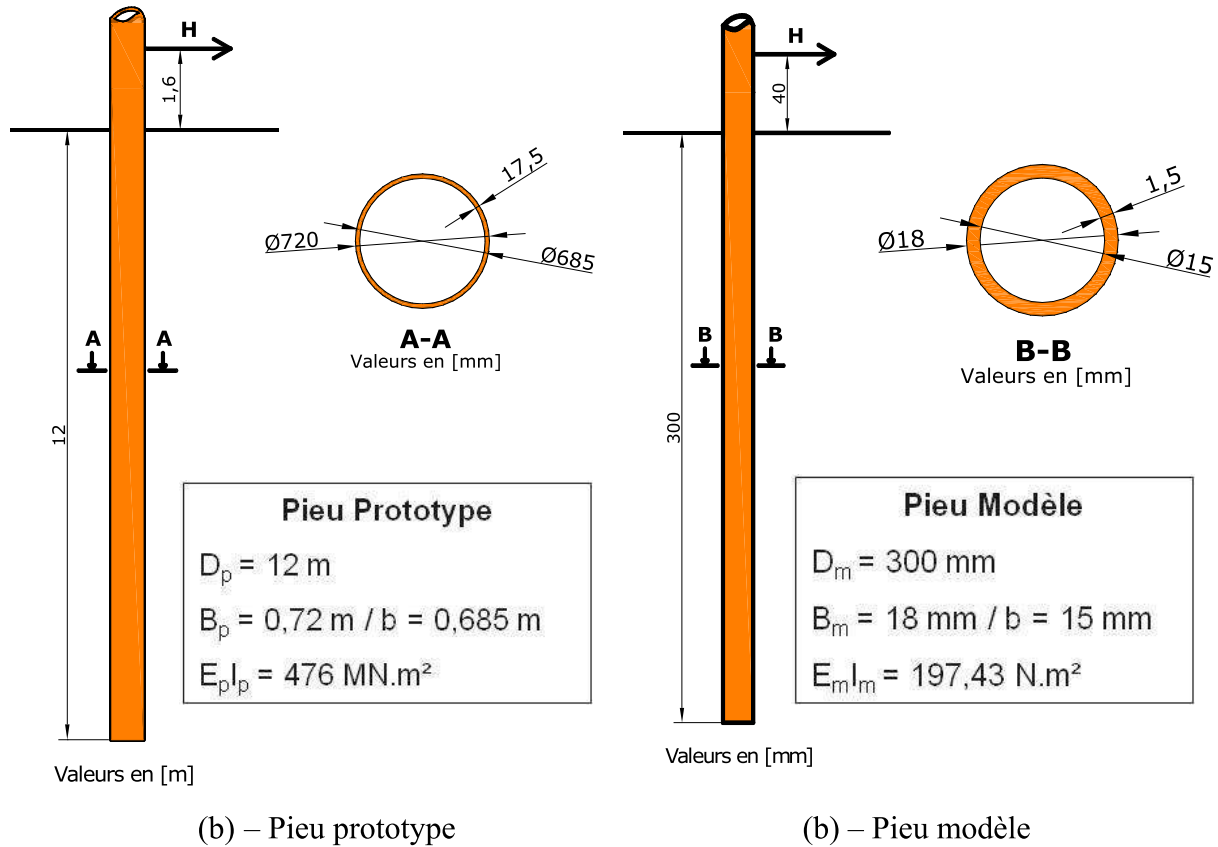 H
1,6
12
17,5
Ø720
Ø685
A
A
A-A
Valeurs en [mm]
Pieu Prototype
Dp = 12 m
Bp = 0,72 m / b = 0,685 m
EpIp = 476 MN.m²
Valeurs en [m]
(b) – Pieu prototype
H
40
300
1,5
Ø18
Ø15
B
B
B-B
Valeurs en [mm]
Pieu Modèle
Dm = 300 mm
Bm = 18 mm / b = 15 mm
EmIm = 197,43 N.m²
Valeurs en [mm]
(b) – Pieu modèle